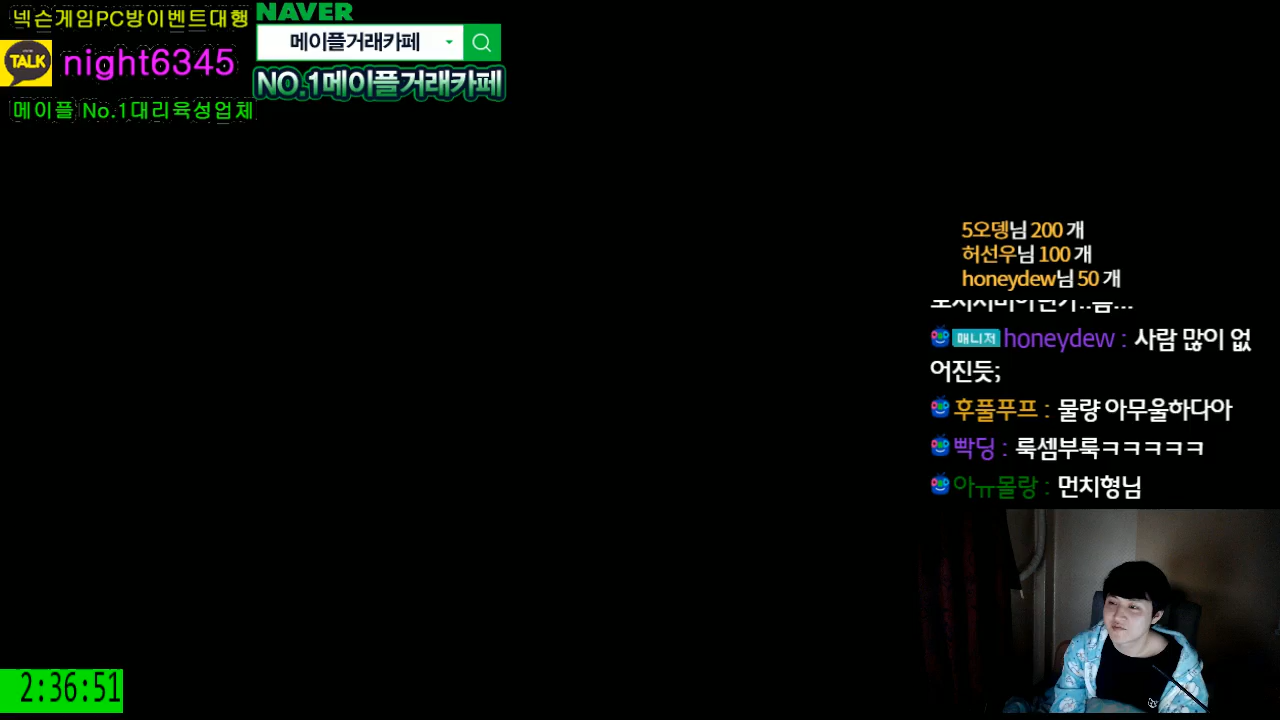 넥슨게임PC방이벤트대행
TALK
night6345
메이플 No.1대리육성업체
NAVER
메이플거래카페
NO.1메이플거래카페
5오뎅님 200 개
허선우님 100 개
honeydew님 50 개
매니저 honeydew : 사람 많이 없
어진듯;
후풀푸프 : 물량 아무울하다아
빡딩 : 룩셈부룩ㅋㅋㅋㅋㅋ
아ㅠ몰랑 : 먼치형님
2:36:51